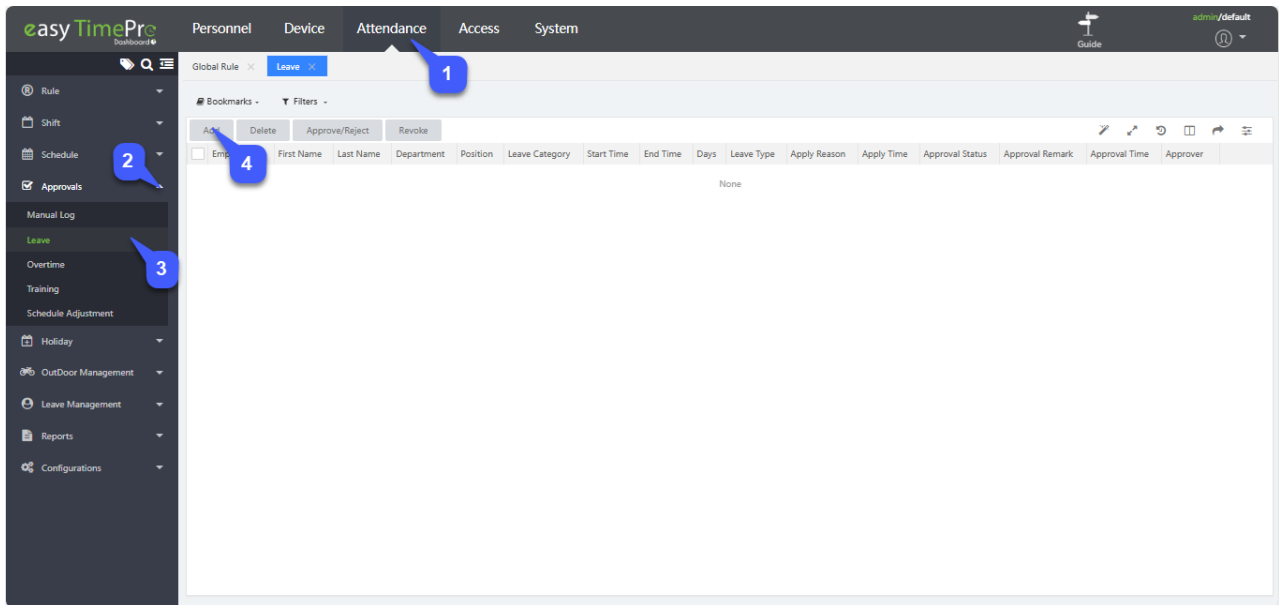 easy TimePro
Dashboard
Personnel Device Attendance Access System
Guide
admin/default
1
Global Rule Leave
Rule
Bookmarks Filters
Shift
Add Delete Approve/Reject Revoke
Schedule
2
4
First Name Last Name Department Position Leave Category Start Time End Time Days Leave Type Apply Reason Apply Time Approval Status Approval Remark Approval Time Approver
Approvals
None
Manual Log
Leave
Overtime
3
Training
Schedule Adjustment
Holiday
OutDoor Management
Leave Management
Reports
Configurations